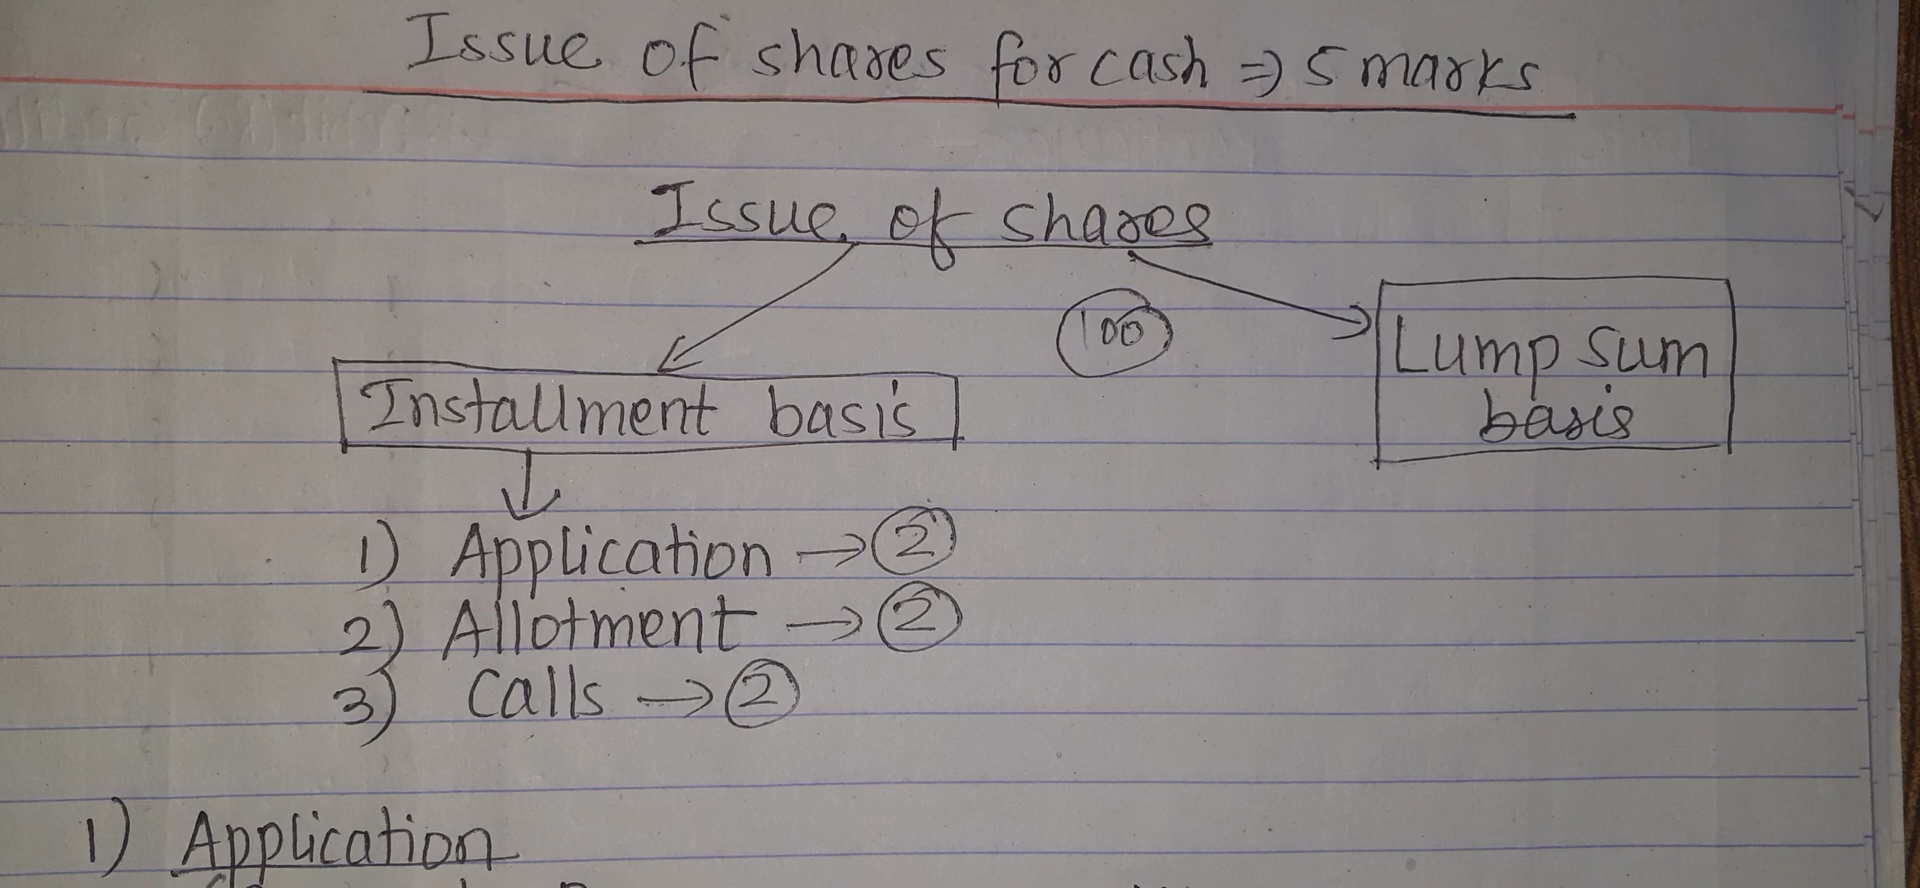 Issue of shares for cash ⇒ 5 marks
Issue of shares
100
Installment basis
Lump sum
basis
1) Application → 2
2) Allotment → 2
3) Calls → 2
1) Application